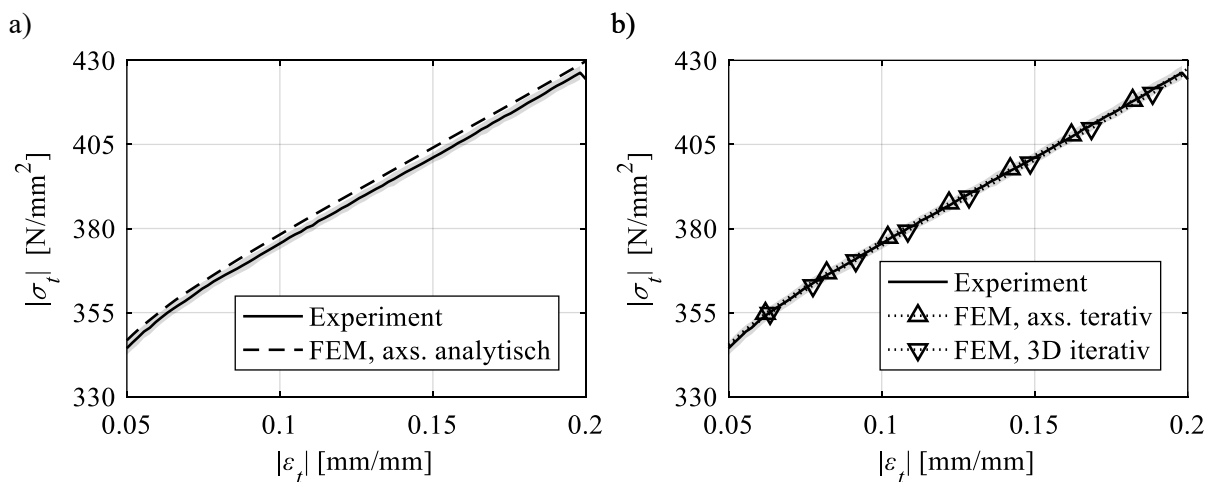 a)
430
405
380
355
330
|σt| [N/mm²]
Experiment
FEM, axs. analytisch
0.05
0.1
0.15
0.2
|εt| [mm/mm]
b)
430
405
380
355
330
|σt| [N/mm²]
Experiment
FEM, axs. terativ
FEM, 3D iterativ
0.05
0.1
0.15
0.2
|εt| [mm/mm]